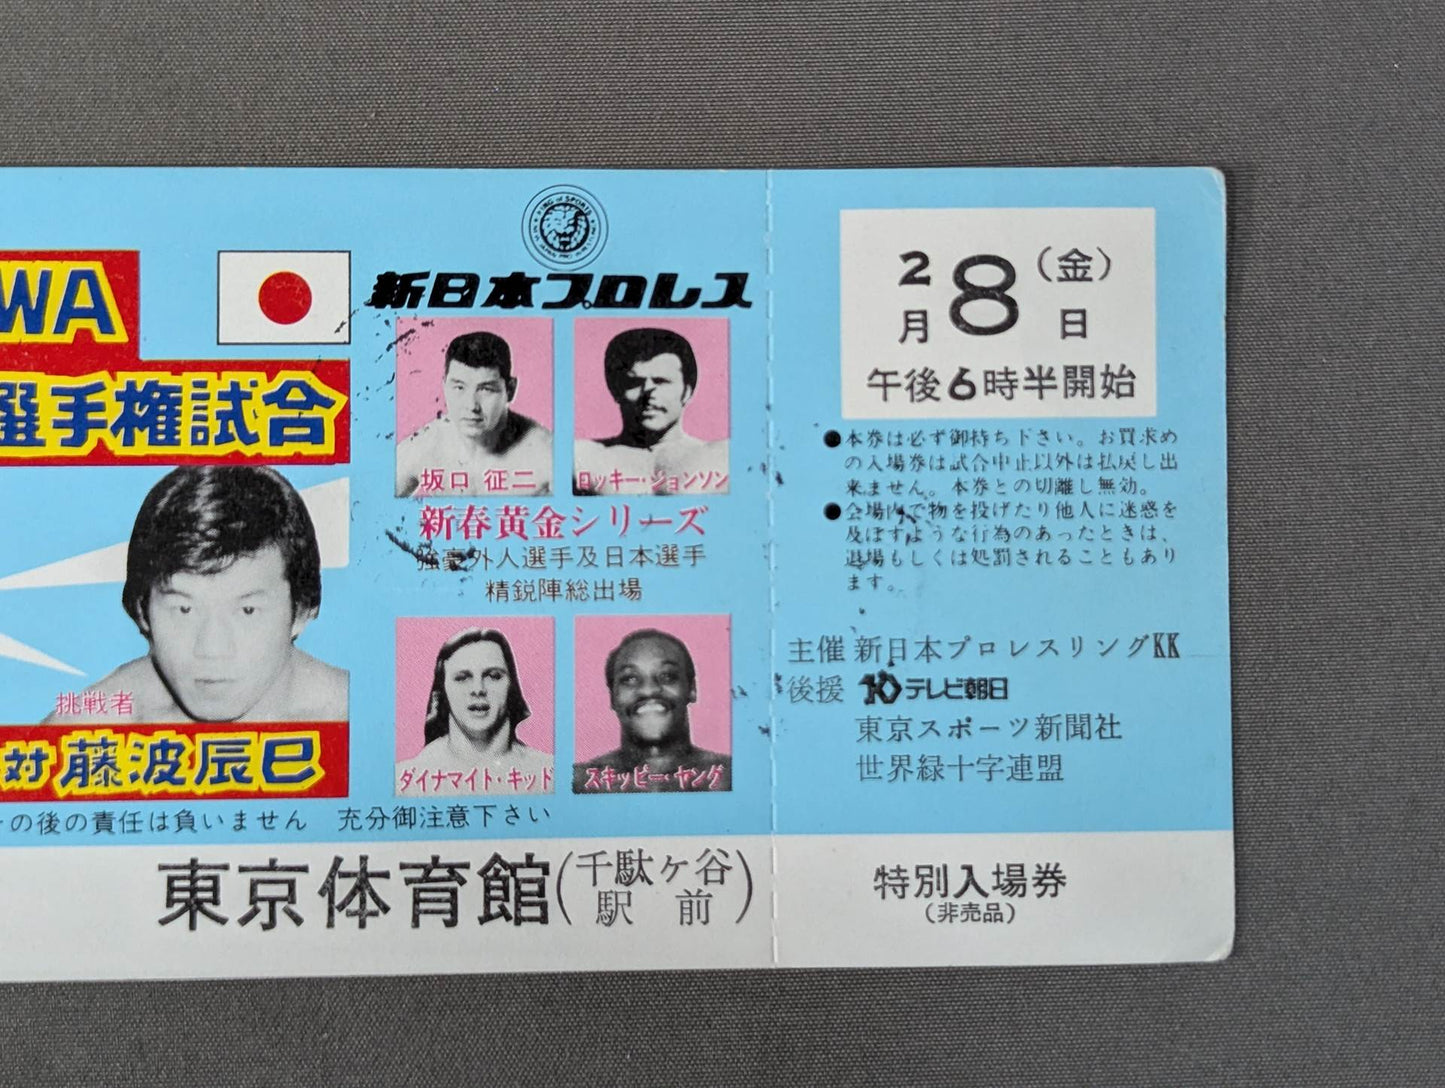 WA
選手権試合
挑戦者
対 藤波辰巳
の後の責任は負いません 充分御注意下さい
KING of SPORTS
新日本プロレス
坂口 征二
ロッキー・ジョンソン
新春黄金シリーズ
強豪外人選手及日本選手
精鋭陣総出場
ダイナマイト・キッド
スキッピー・ヤング
東京体育館(千駄ヶ谷駅前)
2月8日(金)
午後6時半開始
●本券は必ず御持ち下さい。お買求め
の入場券は試合中止以外は払戻し出
来ません。本券との切離し無効。
●会場内で物を投げたり他人に迷惑を
及ぼすような行為のあったときは、
退場もしくは処罰されることもあり
ます。
主催 新日本プロレスリングKK
後援 10テレビ朝日
東京スポーツ新聞社
世界緑十字連盟
特別入場券
(非売品)